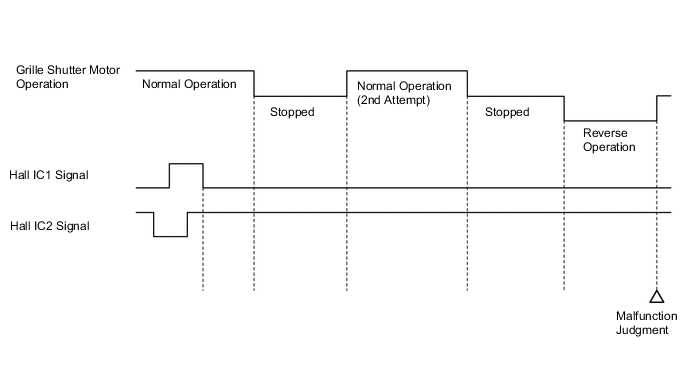 Grille Shutter Motor
Operation
Normal Operation
Stopped
Normal Operation
(2nd Attempt)
Stopped
Reverse
Operation
Hall IC1 Signal
Hall IC2 Signal
Malfunction
Judgment